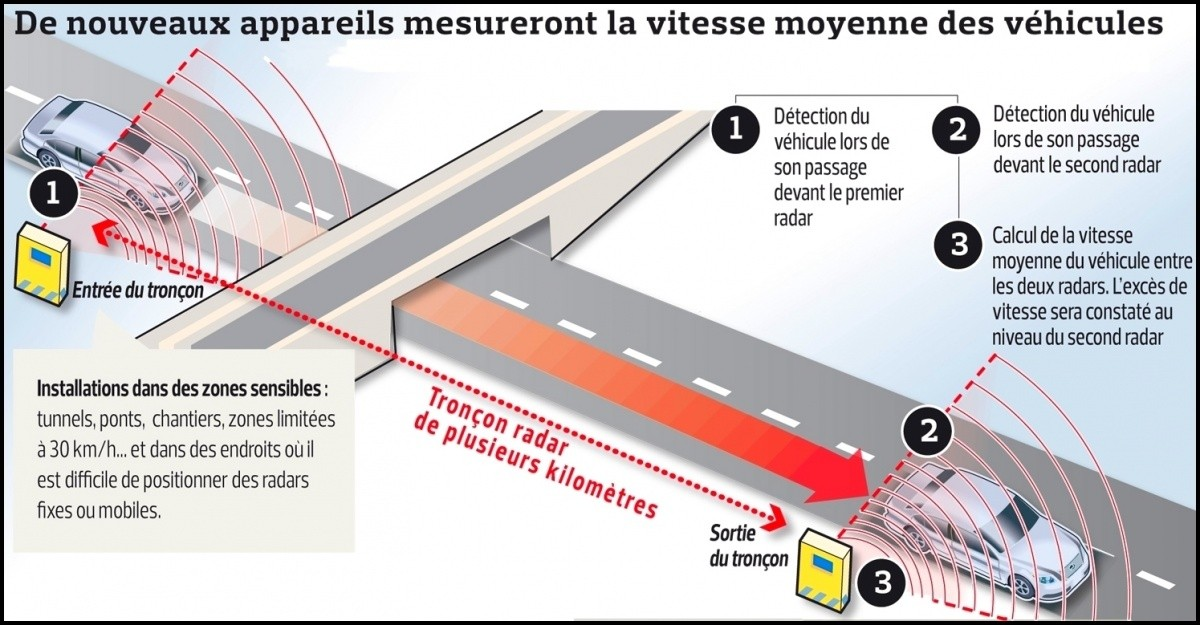 De nouveaux appareils mesureront la vitesse moyenne des véhicules
1
Détection du
véhicule lors de
son passage
devant le premier
radar
2
Détection du véhicule
lors de son passage
devant le second radar
3
Calcul de la vitesse
moyenne du véhicule entre
les deux radars. L'excès de
vitesse sera constaté au
niveau du second radar
1
Entrée du tronçon
Installations dans des zones sensibles :
tunnels, ponts, chantiers, zones limitées
à 30 km/h... et dans des endroits où il
est difficile de positionner des radars
fixes ou mobiles.
Tronçon radar
de plusieurs kilomètres
2
Sortie
du tronçon
3